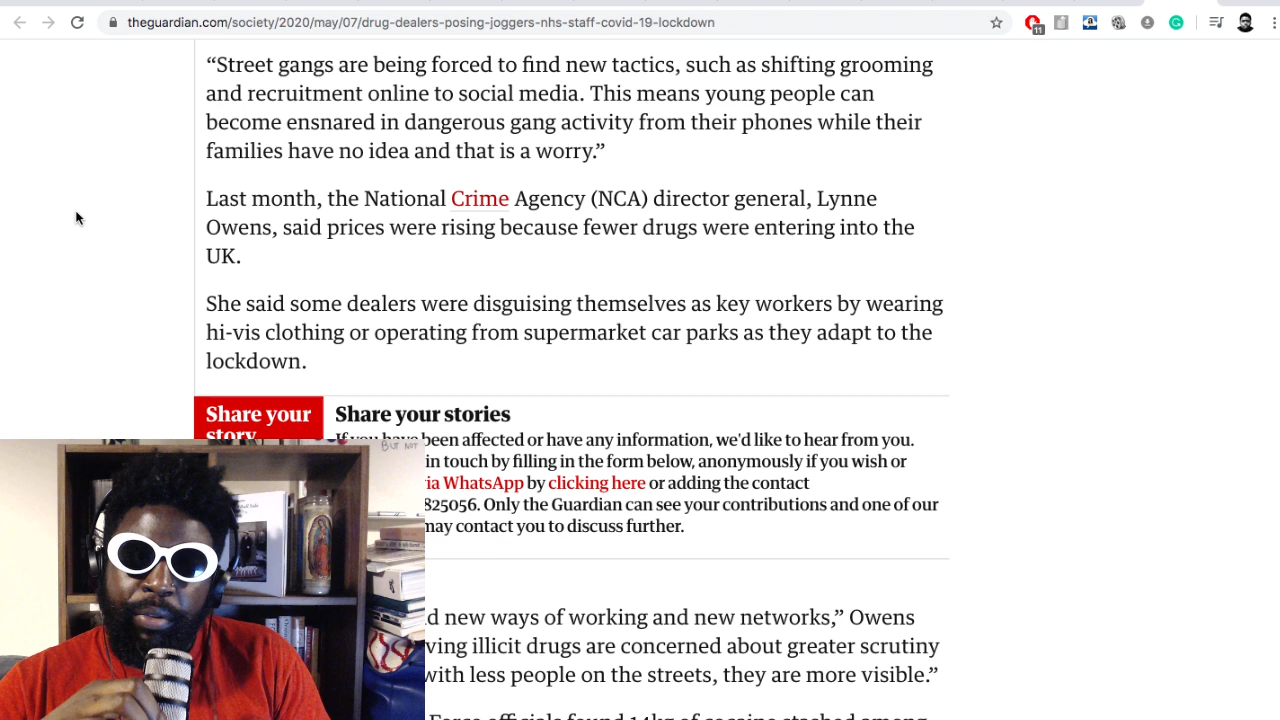 theguardian.com/society/2020/may/07/drug-dealers-posing-joggers-nhs-staff-covid-19-lockdown
11
“Street gangs are being forced to find new tactics, such as shifting grooming
and recruitment online to social media. This means young people can
become ensnared in dangerous gang activity from their phones while their
families have no idea and that is a worry.”
Last month, the National Crime Agency (NCA) director general, Lynne
Owens, said prices were rising because fewer drugs were entering into the
UK.
She said some dealers were disguising themselves as key workers by wearing
hi-vis clothing or operating from supermarket car parks as they adapt to the
lockdown.
Share your
story
Share your stories
If you have been affected or have any information, we'd like to hear from you.
in touch by filling in the form below, anonymously if you wish or
via WhatsApp by clicking here or adding the contact
825056. Only the Guardian can see your contributions and one of our
may contact you to discuss further.
BUT NOT
new ways of working and new networks,” Owens
illicit drugs are concerned about greater scrutiny
with less people on the streets, they are more visible.”
Force officials found 14kg of cocaine stashed among